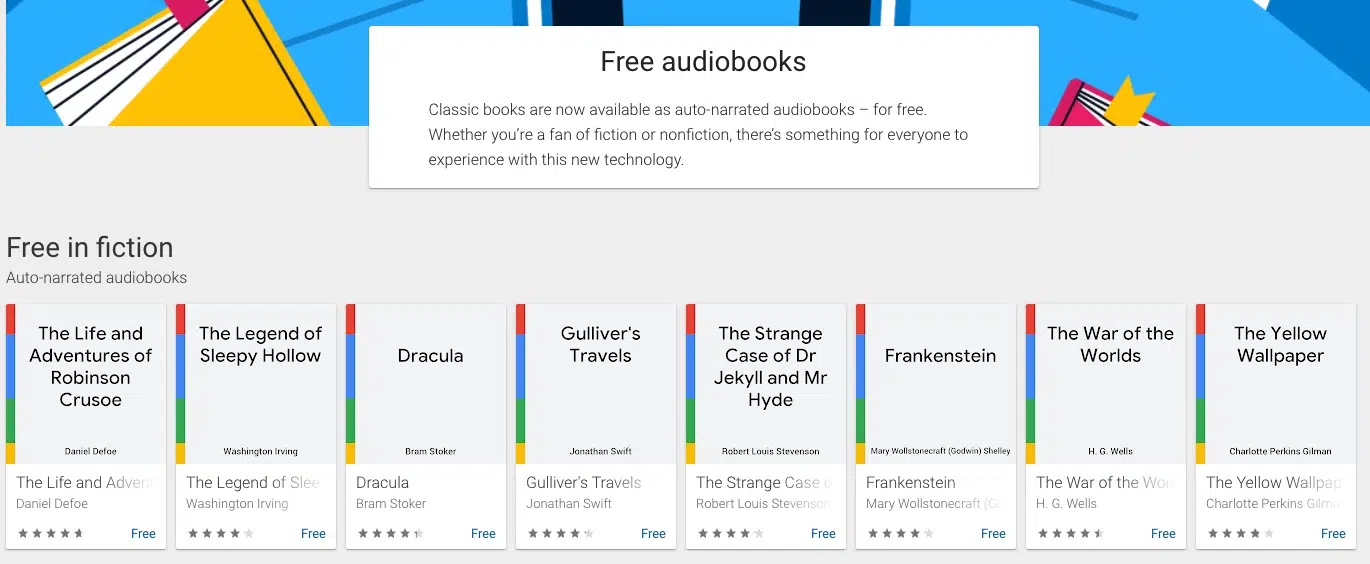 Free audiobooks
Classic books are now available as auto-narrated audiobooks – for free.
Whether you're a fan of fiction or nonfiction, there's something for everyone to
experience with this new technology.
Free in fiction
Auto-narrated audiobooks
The Life and
Adventures of
Robinson
Crusoe
Daniel Defoe
The Life and Adven
Daniel Defoe
Free
The Legend of
Sleepy Hollow
Washington Irving
The Legend of Slee
Washington Irving
Free
Dracula
Bram Stoker
Dracula
Bram Stoker
Free
Gulliver's
Travels
Jonathan Swift
Gulliver's Travels
Jonathan Swift
Free
The Strange
Case of Dr
Jekyll and Mr
Hyde
Robert Louis Stevenson
The Strange Case o
Robert Louis Stevenson
Free
Frankenstein
Mary Wollstonecraft (Godwin) Shelley
Frankenstein
Mary Wollstonecraft (Go
Free
The War of the
Worlds
H. G. Wells
The War of the Wor
H. G. Wells
Free
The Yellow
Wallpaper
Charlotte Perkins Gilman
The Yellow Wallpap
Charlotte Perkins Gilma
Free